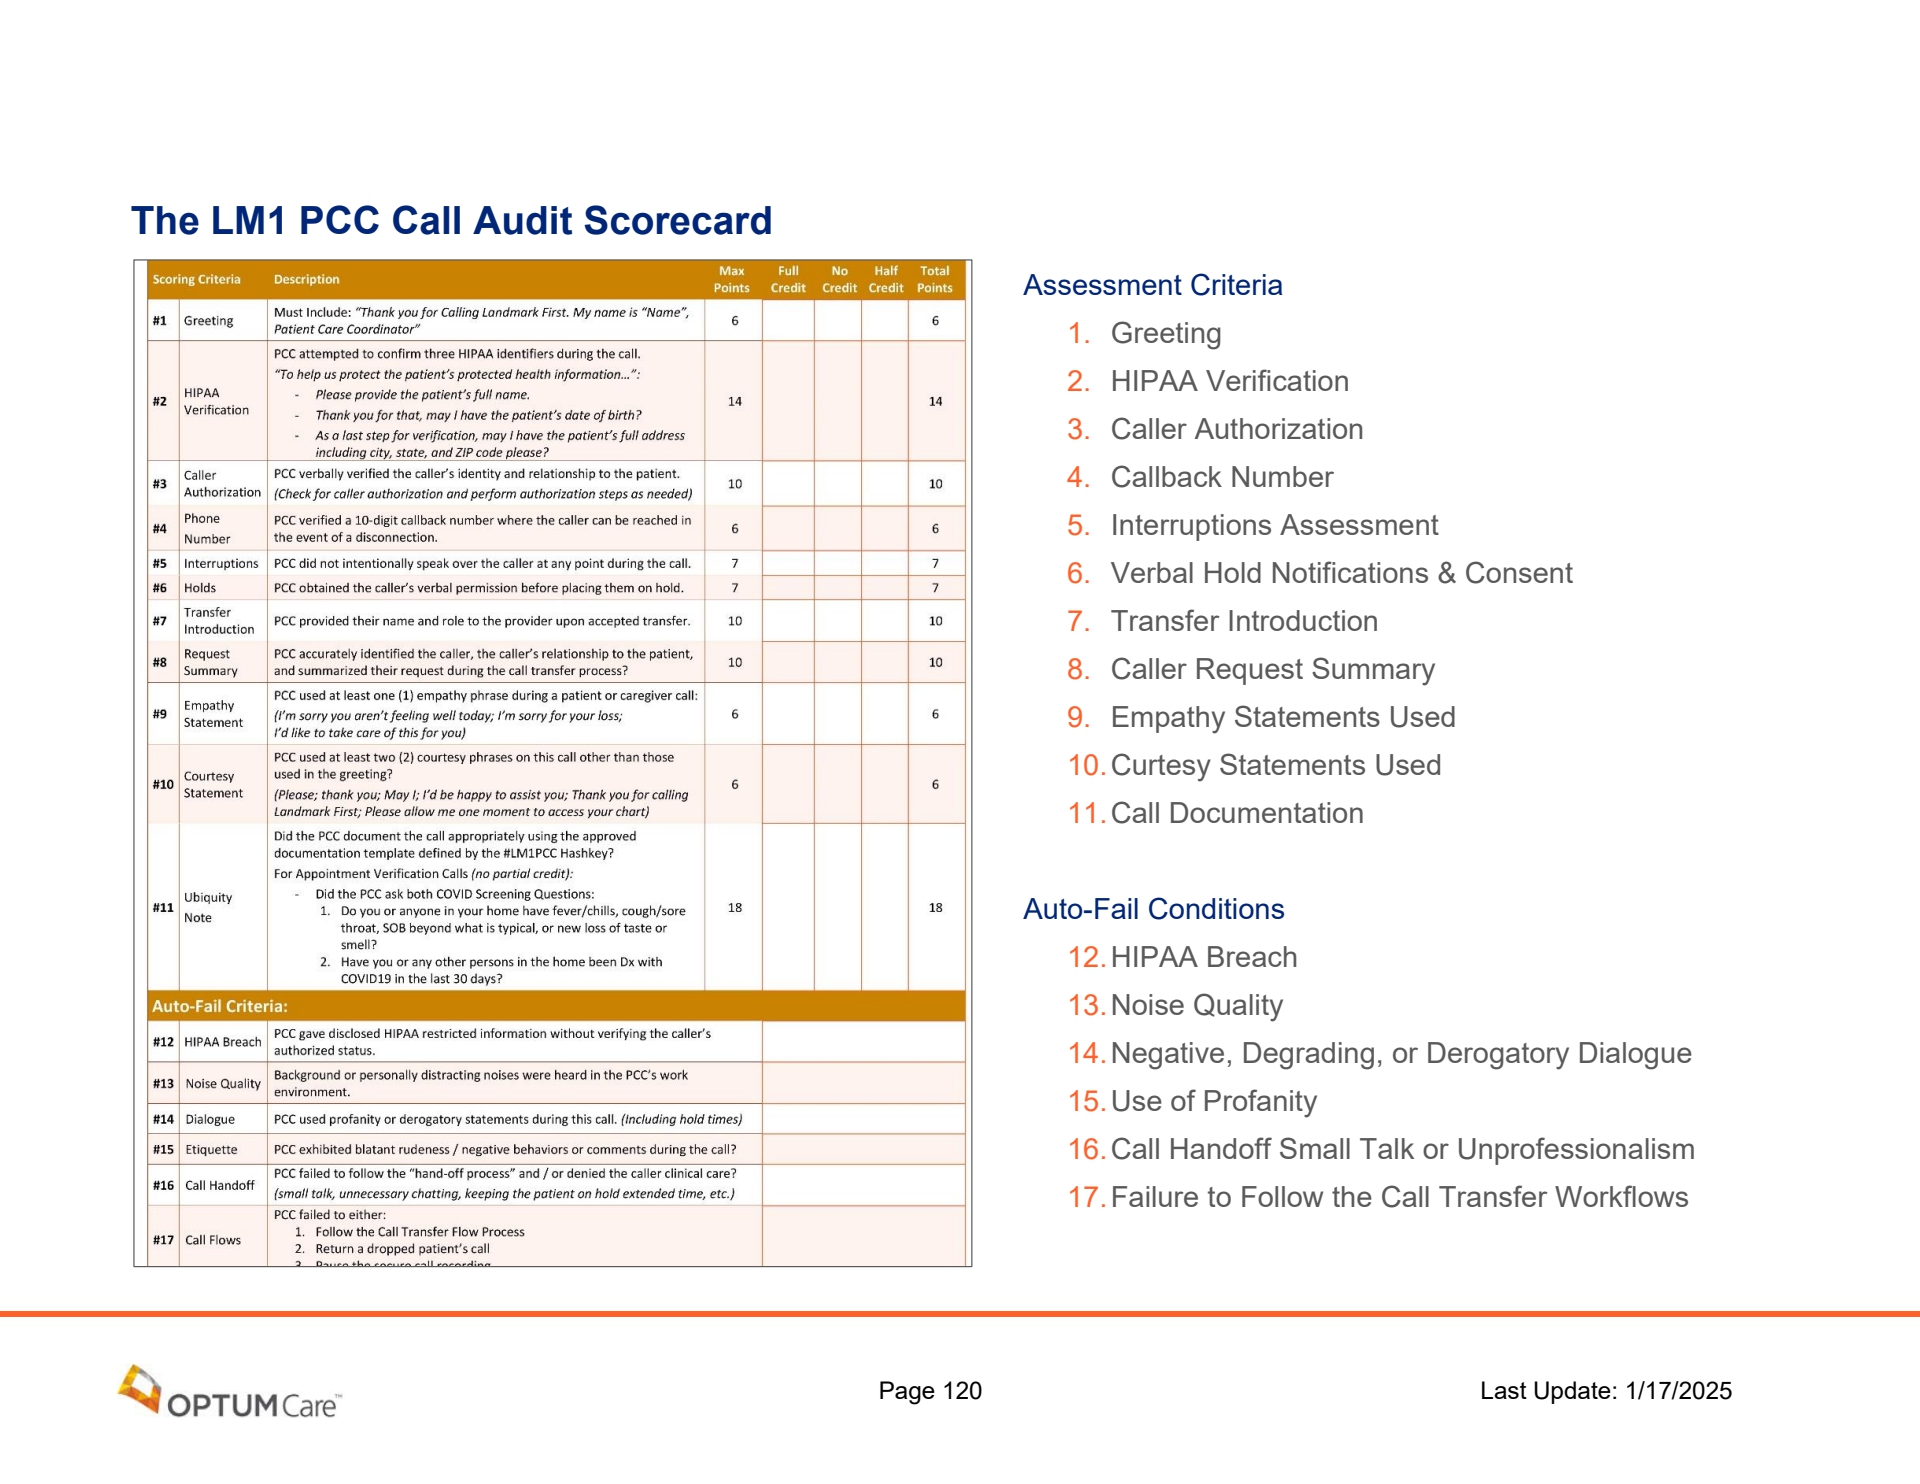 The LM1 PCC Call Audit Scorecard
Scoring Criteria Description Max Points Full Credit No Credit Half Credit Total Points
#1 Greeting Must Include: “Thank you for Calling Landmark First. My name is “Name”,
Patient Care Coordinator” 6 6
#2 HIPAA Verification PCC attempted to confirm three HIPAA identifiers during the call.
“To help us protect the patient’s protected health information...”:
- Please provide the patient’s full name.
- Thank you for that, may I have the patient’s date of birth?
- As a last step for verification, may I have the patient’s full address
including city, state, and ZIP code please? 14 14
#3 Caller Authorization PCC verbally verified the caller’s identity and relationship to the patient.
(Check for caller authorization and perform authorization steps as needed) 10 10
#4 Phone Number PCC verified a 10-digit callback number where the caller can be reached in
the event of a disconnection. 6 6
#5 Interruptions PCC did not intentionally speak over the caller at any point during the call. 7 7
#6 Holds PCC obtained the caller’s verbal permission before placing them on hold. 7 7
#7 Transfer Introduction PCC provided their name and role to the provider upon accepted transfer. 10 10
#8 Request Summary PCC accurately identified the caller, the caller’s relationship to the patient,
and summarized their request during the call transfer process? 10 10
#9 Empathy Statement PCC used at least one (1) empathy phrase during a patient or caregiver call:
(I’m sorry you aren’t feeling well today; I’m sorry for your loss;
I’d like to take care of this for you) 6 6
#10 Courtesy Statement PCC used at least two (2) courtesy phrases on this call other than those
used in the greeting?
(Please; thank you; May I; I’d be happy to assist you; Thank you for calling
Landmark First; Please allow me one moment to access your chart) 6 6
#11 Ubiquity Note Did the PCC document the call appropriately using the approved
documentation template defined by the #LM1PCC Hashkey?
For Appointment Verification Calls (no partial credit):
- Did the PCC ask both COVID Screening Questions:
1. Do you or anyone in your home have fever/chills, cough/sore
throat, SOB beyond what is typical, or new loss of taste or
smell?
2. Have you or any other persons in the home been Dx with
COVID19 in the last 30 days? 18 18
Auto-Fail Criteria:
#12 HIPAA Breach PCC gave disclosed HIPAA restricted information without verifying the caller’s
authorized status.
#13 Noise Quality Background or personally distracting noises were heard in the PCC’s work
environment.
#14 Dialogue PCC used profanity or derogatory statements during this call. (Including hold times)
#15 Etiquette PCC exhibited blatant rudeness / negative behaviors or comments during the call?
#16 Call Handoff PCC failed to follow the “hand-off process” and / or denied the caller clinical care?
(small talk, unnecessary chatting, keeping the patient on hold extended time, etc.)
#17 Call Flows PCC failed to either:
1. Follow the Call Transfer Flow Process
2. Return a dropped patient’s call
3. Pause the secure call recording
Assessment Criteria
1. Greeting
2. HIPAA Verification
3. Caller Authorization
4. Callback Number
5. Interruptions Assessment
6. Verbal Hold Notifications & Consent
7. Transfer Introduction
8. Caller Request Summary
9. Empathy Statements Used
10. Curtesy Statements Used
11. Call Documentation
Auto-Fail Conditions
12. HIPAA Breach
13. Noise Quality
14. Negative, Degrading, or Derogatory Dialogue
15. Use of Profanity
16. Call Handoff Small Talk or Unprofessionalism
17. Failure to Follow the Call Transfer Workflows
OPTUM Care™
Page 120
Last Update: 1/17/2025